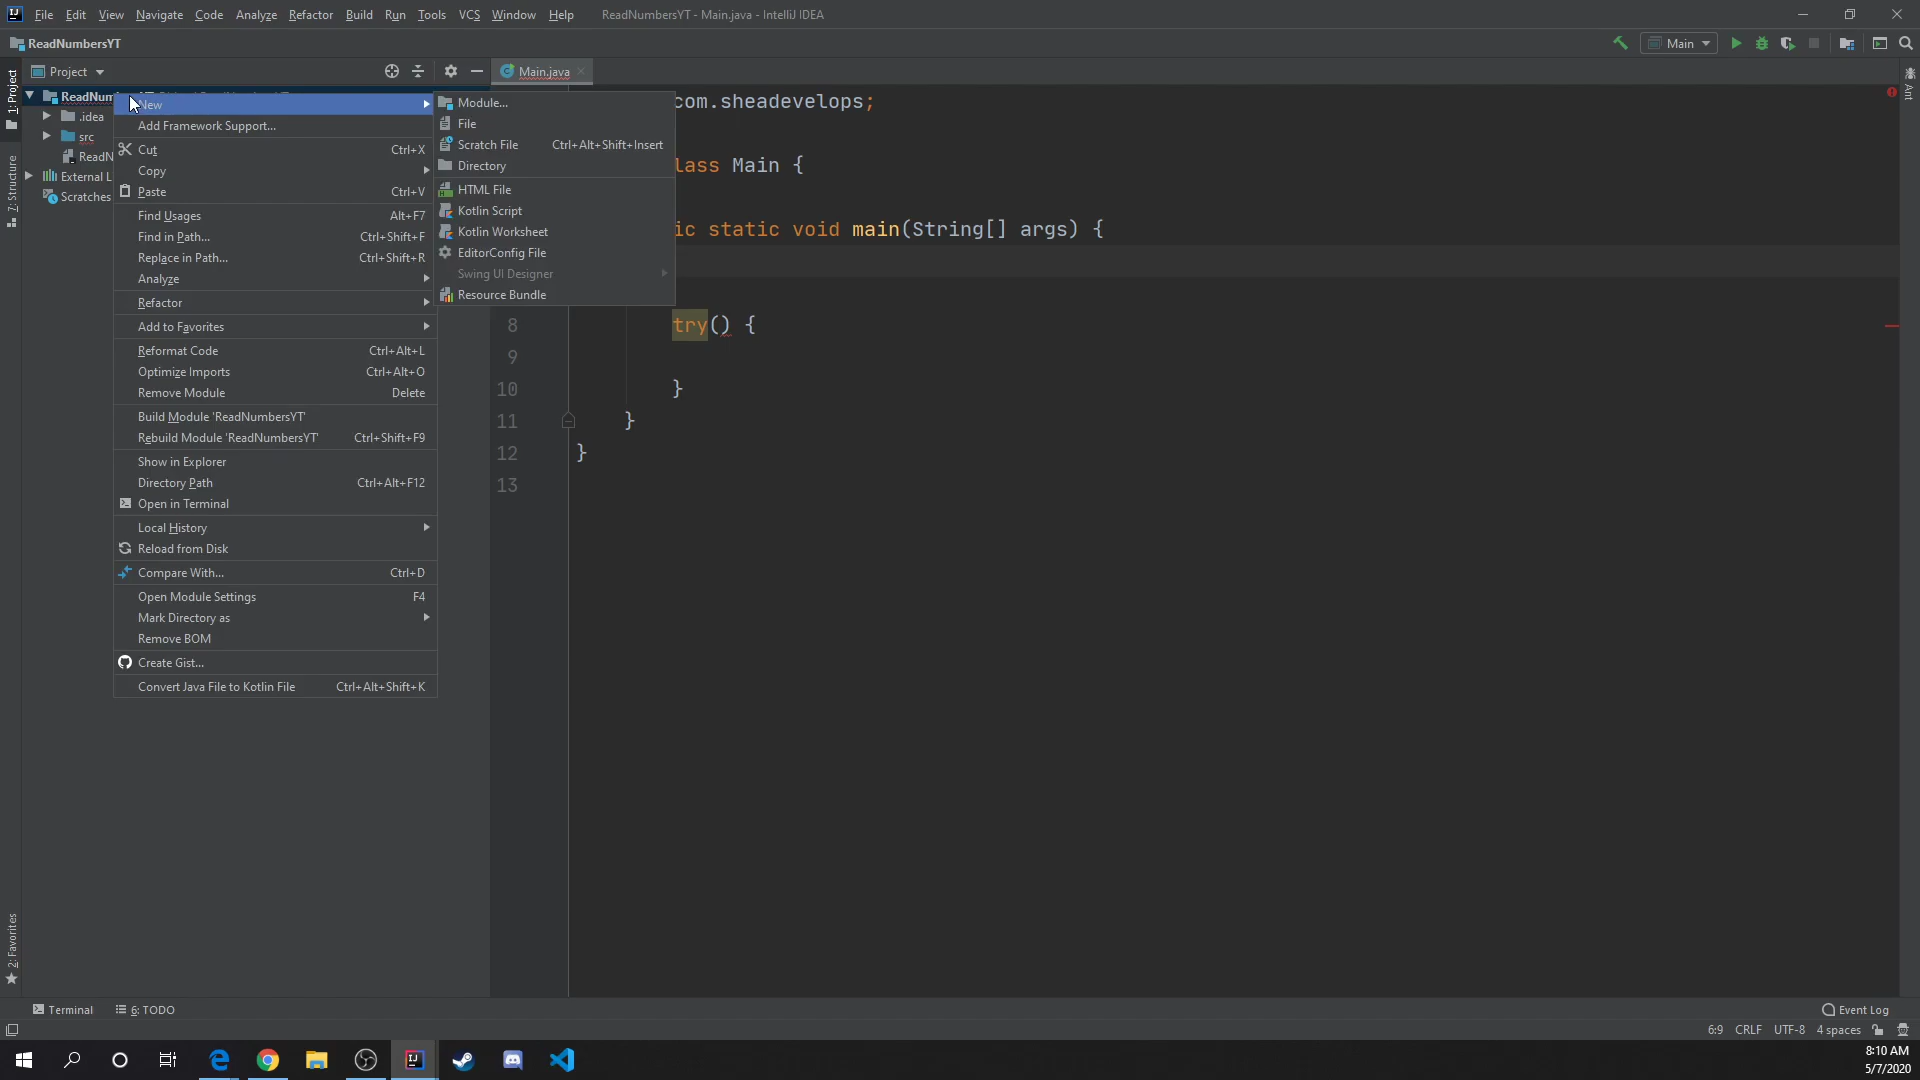 File Edit View Navigate Code Analyze Refactor Build Run Tools VCS Window Help ReadNumbersYT - Main.java - IntelliJ IDEA
ReadNumbersYT
Main
Project
Main.java
1: Project
7: Structure
2: Favorites
Ant
ReadNum
.idea
src
ReadN
External L
Scratches
New
Add Framework Support...
Cut Ctrl+X
Copy
Paste Ctrl+V
Find Usages Alt+F7
Find in Path... Ctrl+Shift+F
Replace in Path... Ctrl+Shift+R
Analyze
Refactor
Add to Favorites
Reformat Code Ctrl+Alt+L
Optimize Imports Ctrl+Alt+O
Remove Module Delete
Build Module 'ReadNumbersYT'
Rebuild Module 'ReadNumbersYT' Ctrl+Shift+F9
Show in Explorer
Directory Path Ctrl+Alt+F12
Open in Terminal
Local History
Reload from Disk
Compare With... Ctrl+D
Open Module Settings F4
Mark Directory as
Remove BOM
Create Gist...
Convert Java File to Kotlin File Ctrl+Alt+Shift+K
Module...
File
Scratch File Ctrl+Alt+Shift+Insert
Directory
HTML File
Kotlin Script
Kotlin Worksheet
EditorConfig File
Swing UI Designer
Resource Bundle
com.sheadevelops;
lass Main {
ic static void main(String[] args) {
8 try() {
9
10 }
11 }
12 }
13
Terminal 6: TODO Event Log
6:9 CRLF UTF-8 4 spaces
8:10 AM
5/7/2020